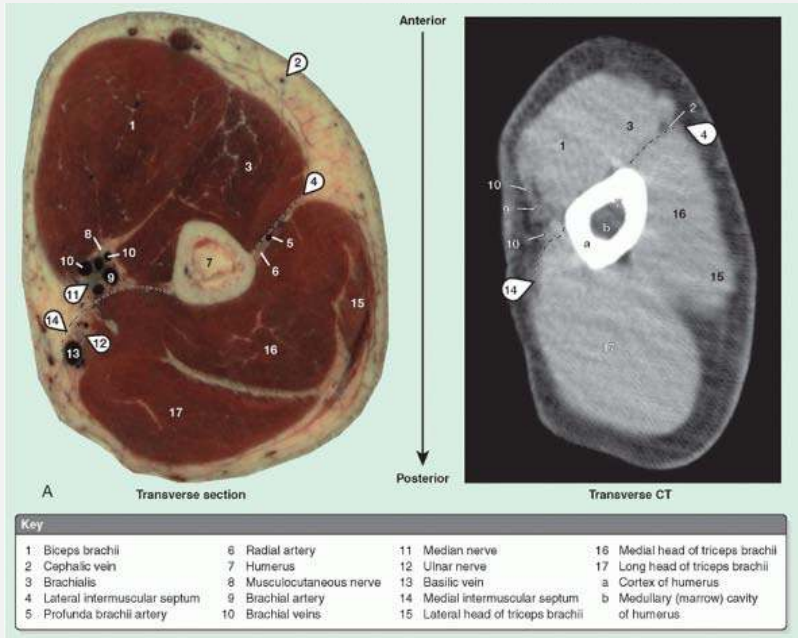 Anterior
2
1
3
4
8
10
10
5
9
7
6
11
14
15
12
16
13
17
A
Transverse section
Posterior
2
4
3
1
10
9
16
b
10
a
15
14
17
Transverse CT
Key
1 Biceps brachii
2 Cephalic vein
3 Brachialis
4 Lateral intermuscular septum
5 Profunda brachii artery
6 Radial artery
7 Humerus
8 Musculocutaneous nerve
9 Brachial artery
10 Brachial veins
11 Median nerve
12 Ulnar nerve
13 Basilic vein
14 Medial intermuscular septum
15 Lateral head of triceps brachii
16 Medial head of triceps brachii
17 Long head of triceps brachii
a Cortex of humerus
b Medullary (marrow) cavity
of humerus